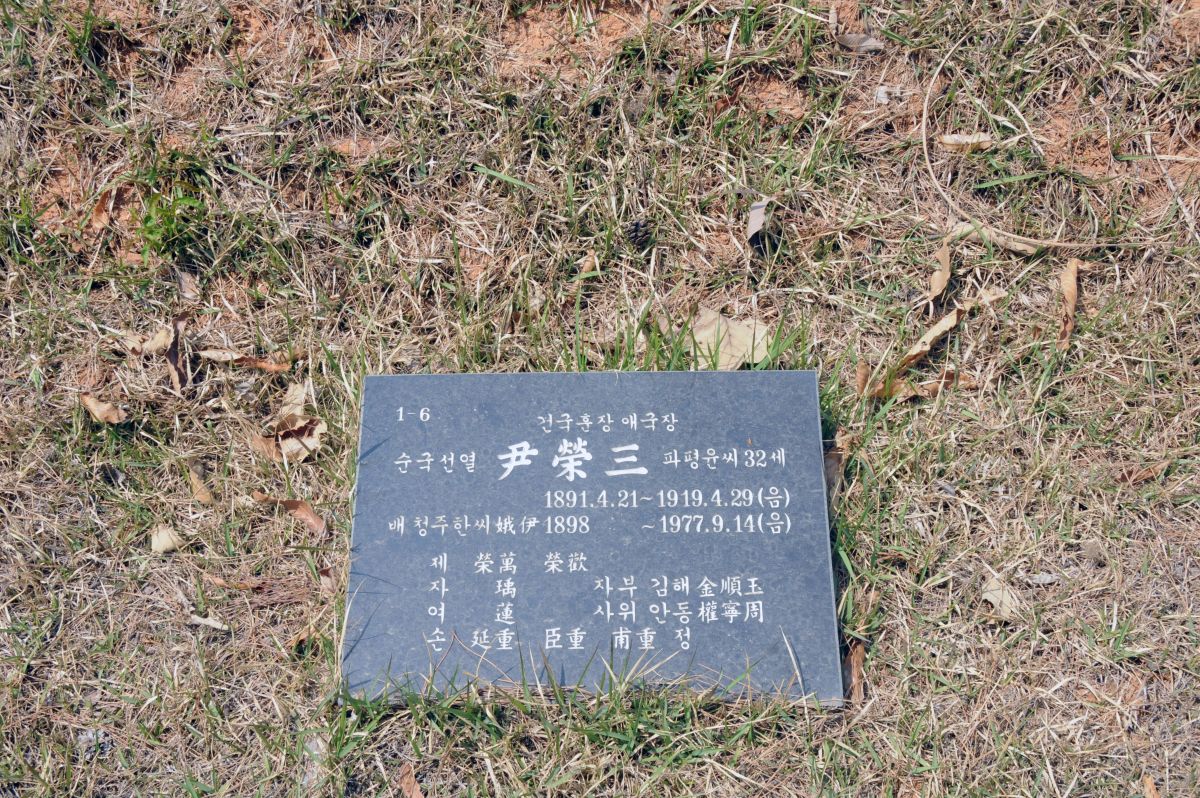 1-6
건국훈장 애국장
순국선열 尹榮三 파평윤씨 32세
1891.4.21~1919.4.29(음)
배 청주한씨娥伊 1898 ~1977.9.14(음)
제 榮萬 榮歡
자 瑀 자부 김해 金順玉
여 蓮 사위 안동 權寧周
손 延重 臣重 甫重 정